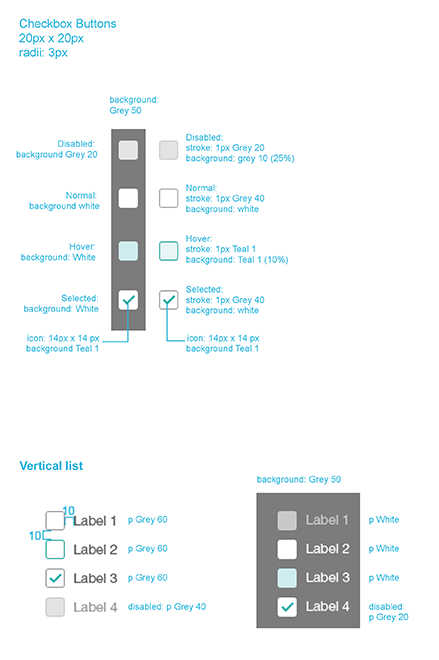 Checkbox Buttons
20px x 20px
radii: 3px
background:
Grey 50
Disabled:
background Grey 20
Disabled:
stroke: 1px Grey 20
background: grey 10 (25%)
Normal:
background white
Normal:
stroke: 1px Grey 40
background: white
Hover:
background: White
Hover:
stroke: 1px Teal 1
background: Teal 1 (10%)
Selected:
background: White
Selected:
stroke: 1px Grey 40
background: white
icon: 14px x 14 px
background Teal 1
icon: 14px x 14 px
background Teal 1
Vertical list
10
Label 1 p Grey 60
10
Label 2 p Grey 60
Label 3 p Grey 60
Label 4 disabled: p Grey 40
background: Grey 50
Label 1 p White
Label 2 p White
Label 3 p White
Label 4 disabled:
p Grey 20